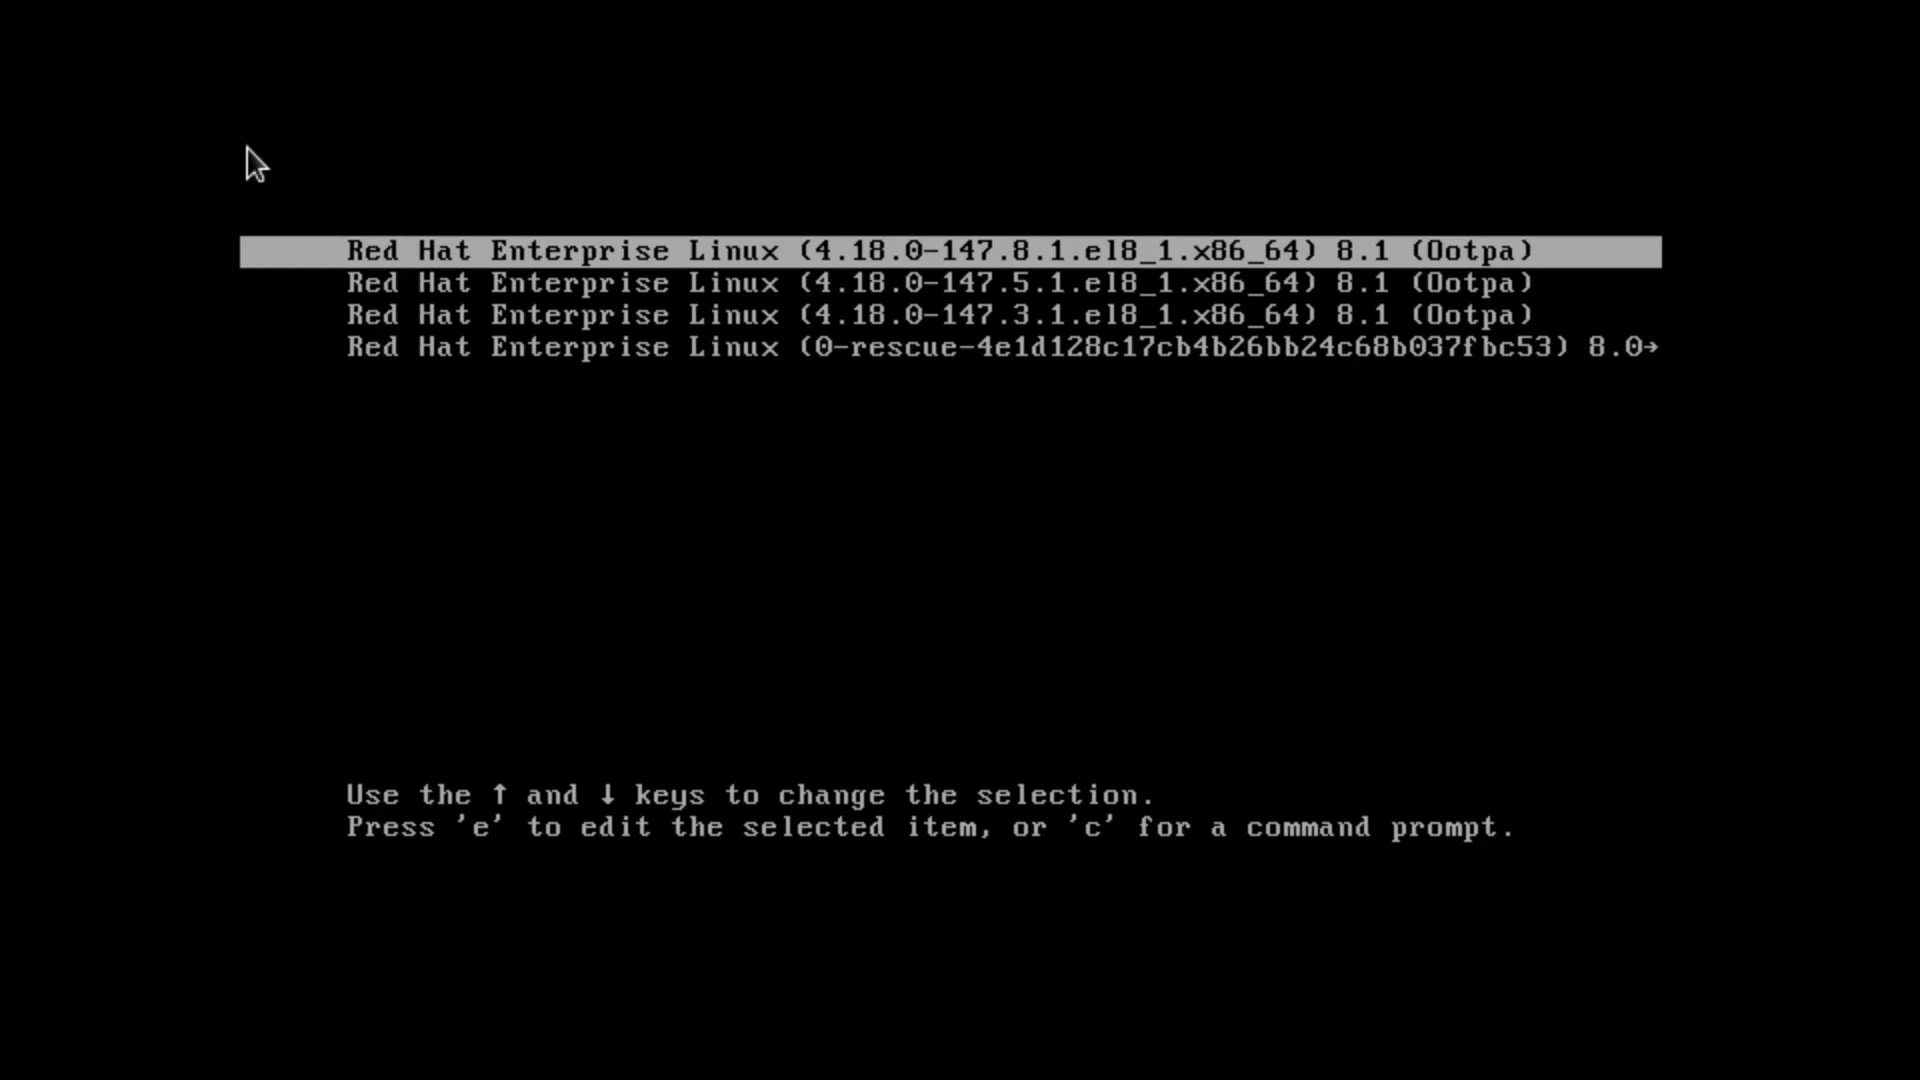 Red Hat Enterprise Linux (4.18.0-147.8.1.el8_1.x86_64) 8.1 (Ootpa)
Red Hat Enterprise Linux (4.18.0-147.5.1.el8_1.x86_64) 8.1 (Ootpa)
Red Hat Enterprise Linux (4.18.0-147.3.1.el8_1.x86_64) 8.1 (Ootpa)
Red Hat Enterprise Linux (0-rescue-4e1d128c17cb4b26bb24c68b037fbc53) 8.0→
Use the ↑ and ↓ keys to change the selection.
Press 'e' to edit the selected item, or 'c' for a command prompt.